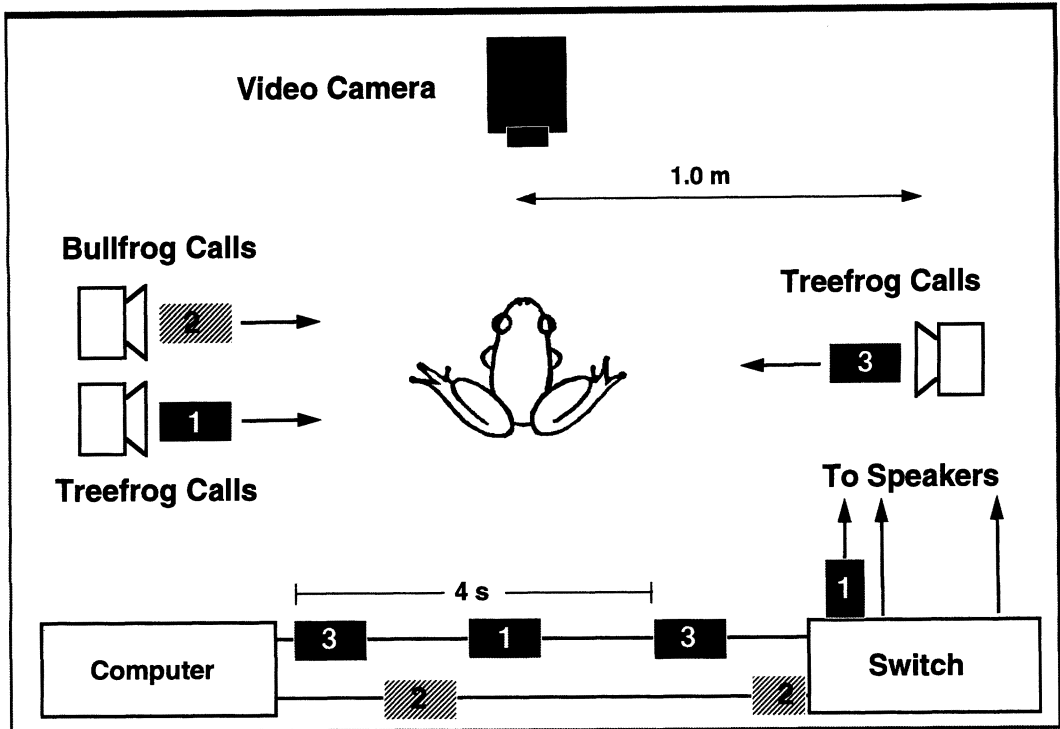 Video Camera
1.0 m
Bullfrog Calls
Treefrog Calls
2
3
1
Treefrog Calls
To Speakers
1
4 s
3 1 3
Computer
Switch
2 2